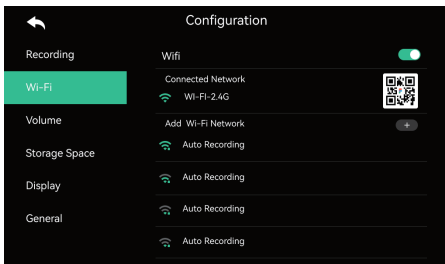 Configuration
Recording
Wi-Fi
Volume
Storage Space
Display
General
Wifi
Connected Network
WI-FI-2.4G
Add Wi-Fi Network
+
Auto Recording
Auto Recording
Auto Recording
Auto Recording